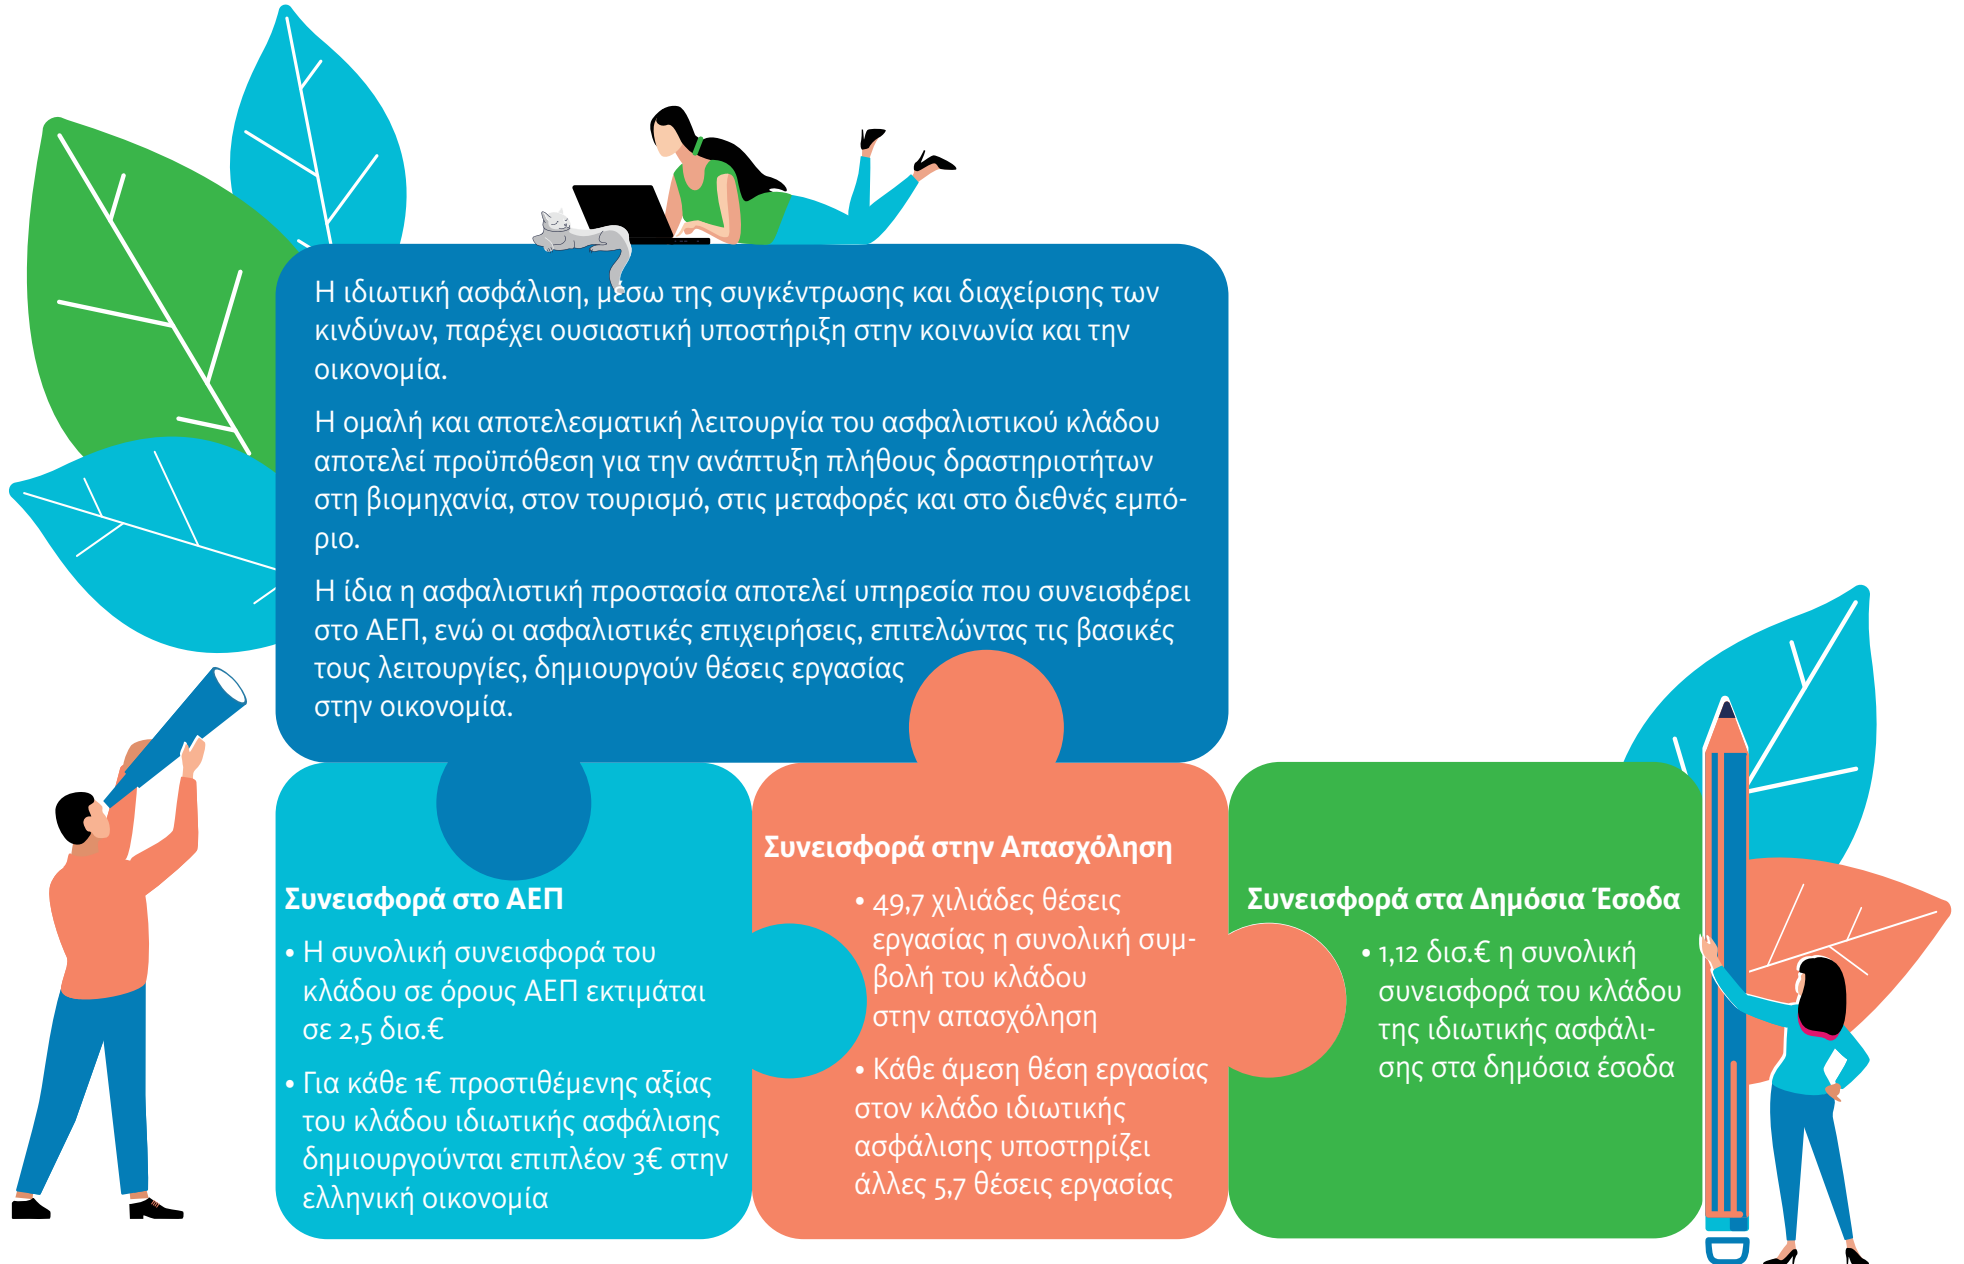 Η ιδιωτική ασφάλιση, μέσω της συγκέντρωσης και διαχείρισης των
κινδύνων, παρέχει ουσιαστική υποστήριξη στην κοινωνία και την
οικονομία.
Η ομαλή και αποτελεσματική λειτουργία του ασφαλιστικού κλάδου
αποτελεί προϋπόθεση για την ανάπτυξη πλήθους δραστηριοτήτων
στη βιομηχανία, στον τουρισμό, στις μεταφορές και στο διεθνές εμπό-
ριο.
Η ίδια η ασφαλιστική προστασία αποτελεί υπηρεσία που συνεισφέρει
στο ΑΕΠ, ενώ οι ασφαλιστικές επιχειρήσεις, επιτελώντας τις βασικές
τους λειτουργίες, δημιουργούν θέσεις εργασίας
στην οικονομία.
Συνεισφορά στο ΑΕΠ
• Η συνολική συνεισφορά του
κλάδου σε όρους ΑΕΠ εκτιμάται
σε 2,5 δισ.€
• Για κάθε 1€ προστιθέμενης αξίας
του κλάδου ιδιωτικής ασφάλισης
δημιουργούνται επιπλέον 3€ στην
ελληνική οικονομία
Συνεισφορά στην Απασχόληση
• 49,7 χιλιάδες θέσεις
εργασίας η συνολική συμ-
βολή του κλάδου
στην απασχόληση
• Κάθε άμεση θέση εργασίας
στον κλάδο ιδιωτικής
ασφάλισης υποστηρίζει
άλλες 5,7 θέσεις εργασίας
Συνεισφορά στα Δημόσια Έσοδα
• 1,12 δισ.€ η συνολική
συνεισφορά του κλάδου
της ιδιωτικής ασφάλι-
σης στα δημόσια έσοδα